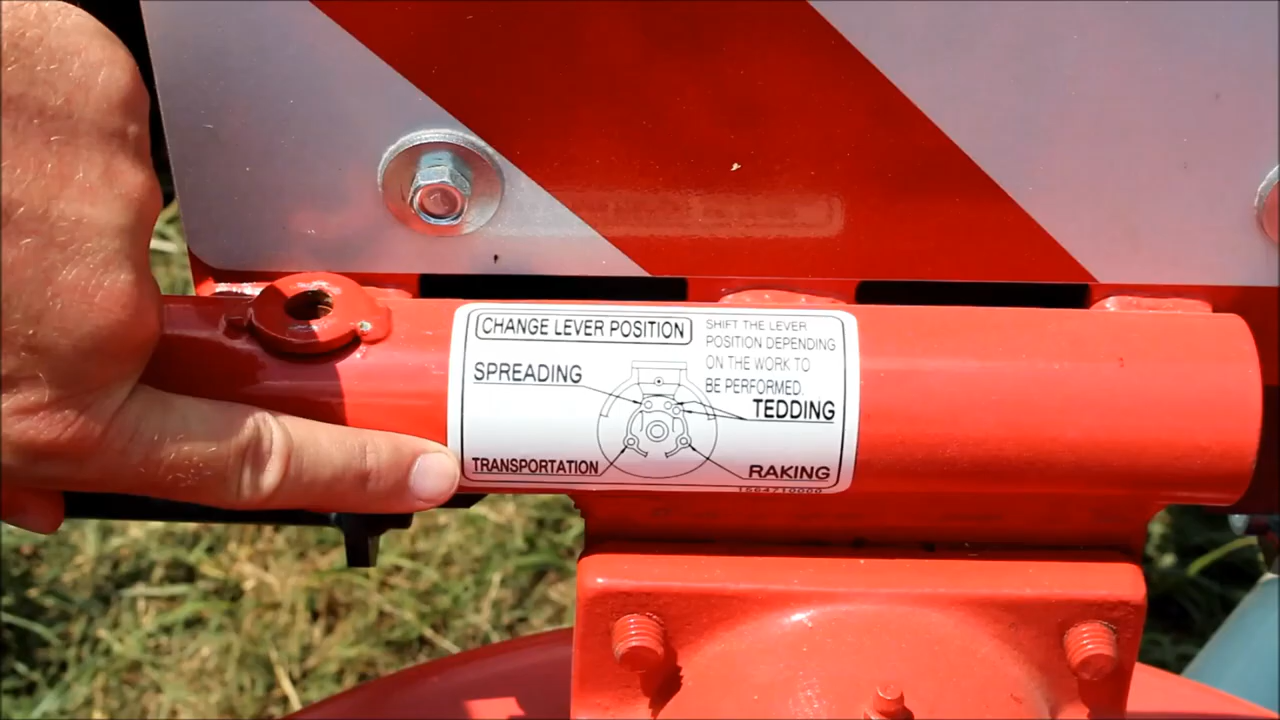 CHANGE LEVER POSITION
SHIFT THE LEVER
POSITION DEPENDING
ON THE WORK TO
BE PERFORMED.
SPREADING
TEDDING
TRANSPORTATION
RAKING